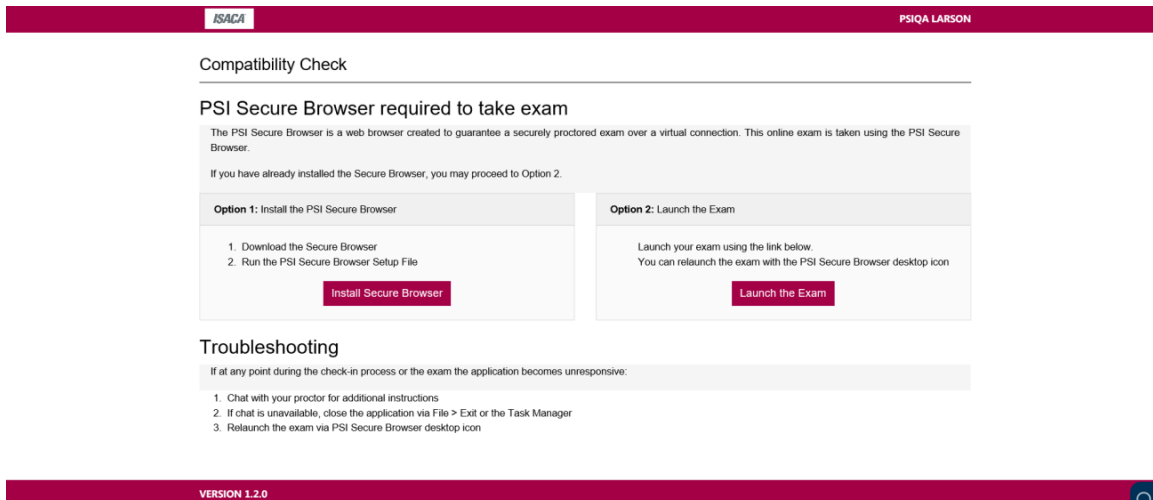 ISACA
PSIQA LARSON
Compatibility Check
PSI Secure Browser required to take exam
The PSI Secure Browser is a web browser created to guarantee a securely proctored exam over a virtual connection. This online exam is taken using the PSI Secure
Browser.
If you have already installed the Secure Browser, you may proceed to Option 2.
Option 1: Install the PSI Secure Browser
1. Download the Secure Browser
2. Run the PSI Secure Browser Setup File
Install Secure Browser
Option 2: Launch the Exam
Launch your exam using the link below.
You can relaunch the exam with the PSI Secure Browser desktop icon
Launch the Exam
Troubleshooting
If at any point during the check-in process or the exam the application becomes unresponsive:
1. Chat with your proctor for additional instructions
2. If chat is unavailable, close the application via File > Exit or the Task Manager
3. Relaunch the exam via PSI Secure Browser desktop icon
VERSION 1.2.0